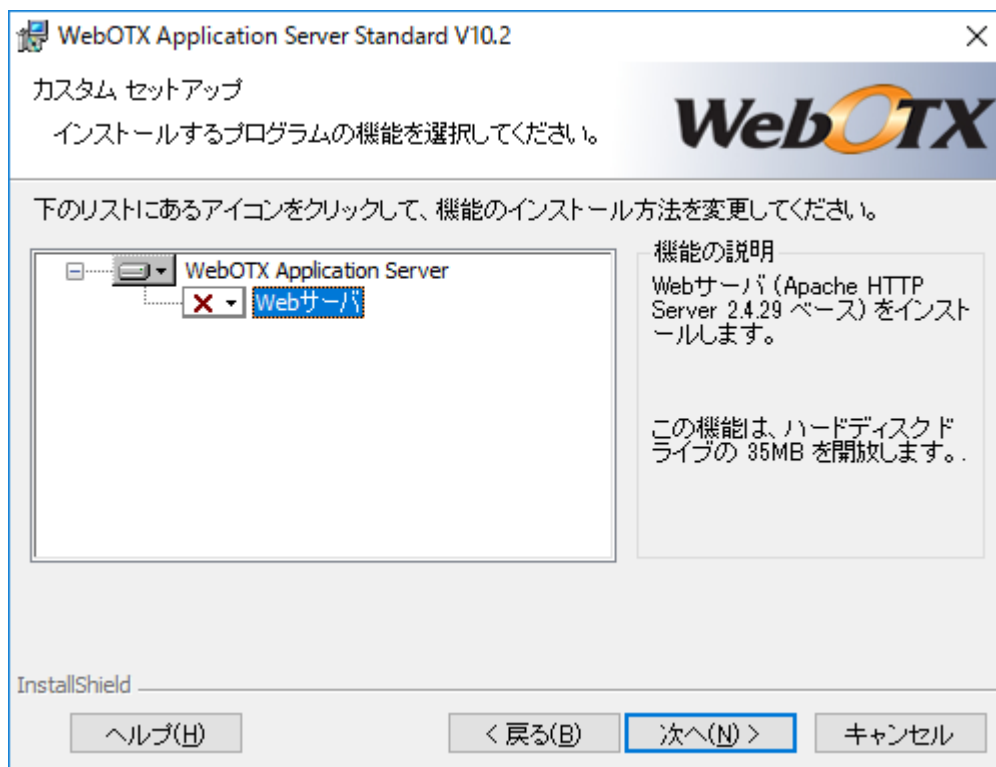 WebOTX Application Server Standard V10.2
カスタム セットアップ
インストールするプログラムの機能を選択してください。
WebOTX
下のリストにあるアイコンをクリックして、機能のインストール方法を変更してください。
WebOTX Application Server
Webサーバ
機能の説明
Webサーバ (Apache HTTP
Server 2.4.29 ベース) をインスト
ールします。
この機能は、ハードディスク ド
ライブの 35MB を開放します。.
InstallShield
ヘルプ(H)
< 戻る(B)
次へ(N) >
キャンセル